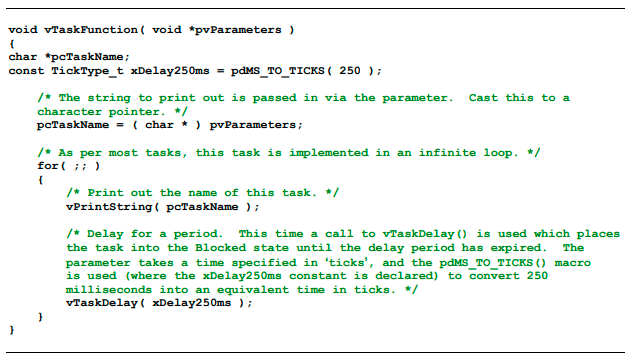 void vTaskFunction( void *pvParameters )
{
char *pcTaskName;
const TickType_t xDelay250ms = pdMS_TO_TICKS( 250 );
/* The string to print out is passed in via the parameter.  Cast this to a
character pointer. */
pcTaskName = ( char * ) pvParameters;
/* As per most tasks, this task is implemented in an infinite loop. */
for( ;; )
{
/* Print out the name of this task. */
vPrintString( pcTaskName );
/* Delay for a period.  This time a call to vTaskDelay() is used which places
the task into the Blocked state until the delay period has expired.  The
parameter takes a time specified in ‘ticks’, and the pdMS_TO_TICKS() macro
is used (where the xDelay250ms constant is declared) to convert 250
milliseconds into an equivalent time in ticks. */
vTaskDelay( xDelay250ms );
}
}